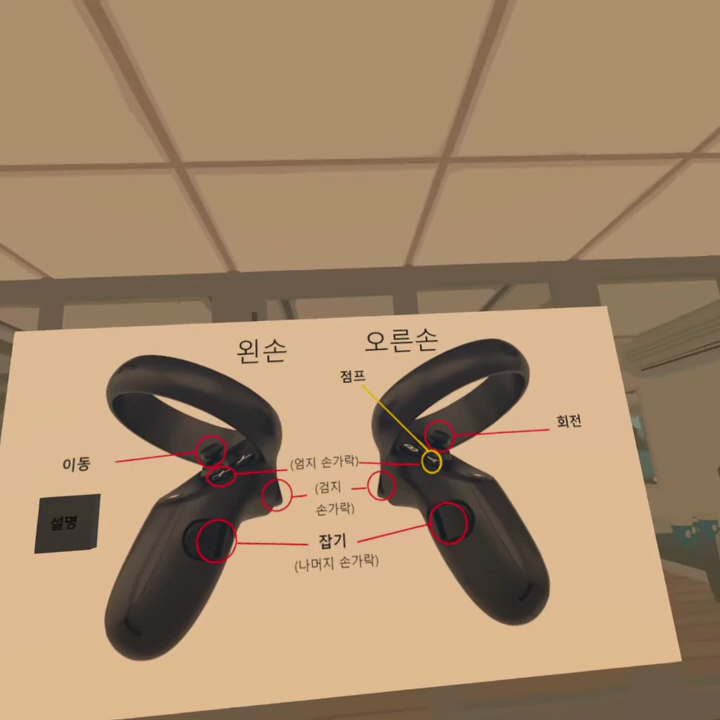 왼손
오른손
점프
회전
이동
(엄지 손가락)
(검지
손가락)
설명
잡기
(나머지 손가락)